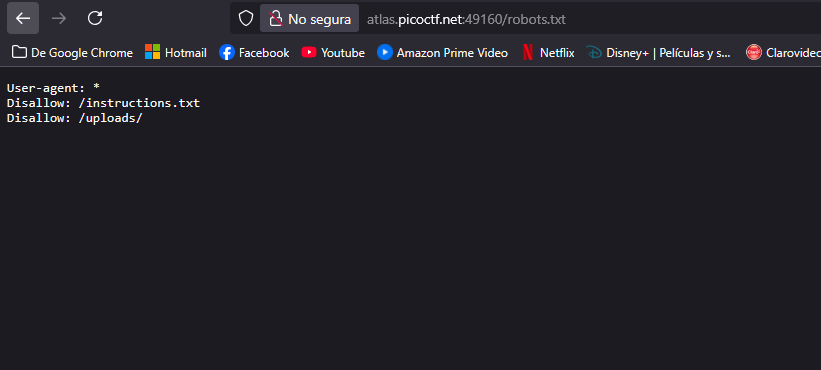 No segura
atlas.picoctf.net:49160/robots.txt
De Google Chrome
Hotmail
Facebook
Youtube
Amazon Prime Video
Netflix
Disney+ | Películas y s...
Clarovideo
User-agent: *
Disallow: /instructions.txt
Disallow: /uploads/